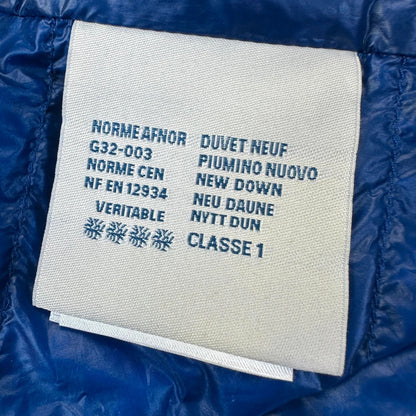 NORME AFNOR
G32-003
NORME CEN
NF EN 12934
VERITABLE
DUVET NEUF
PIUMINO NUOVO
NEW DOWN
NEU DAUNE
NYTT DUN
CLASSE 1